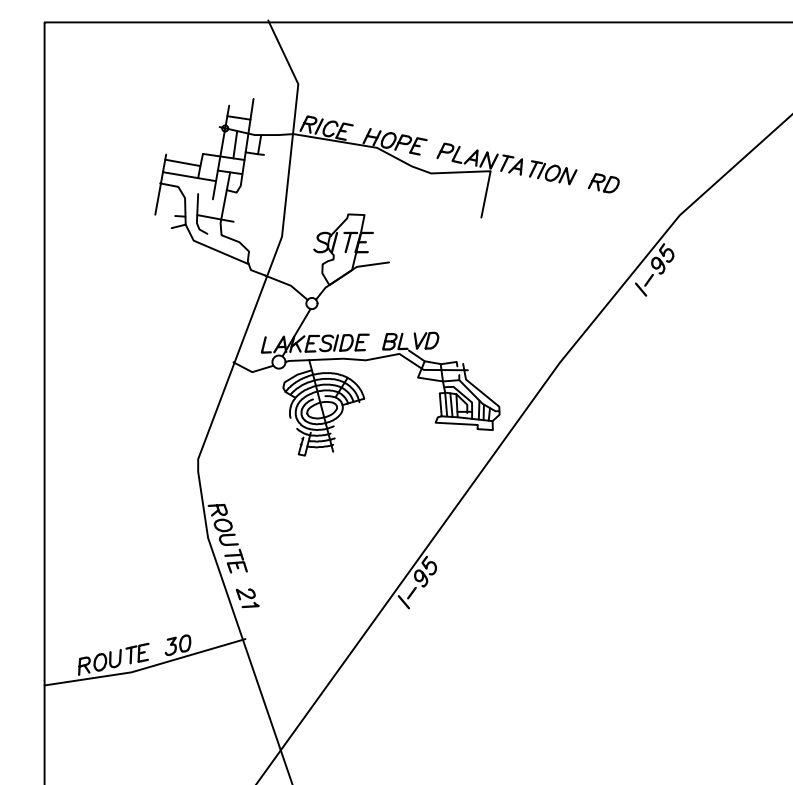 RICE HOPE PLANTATION RD
SITE
I-95
LAKESIDE BLVD
ROUTE 21
I-95
ROUTE 30